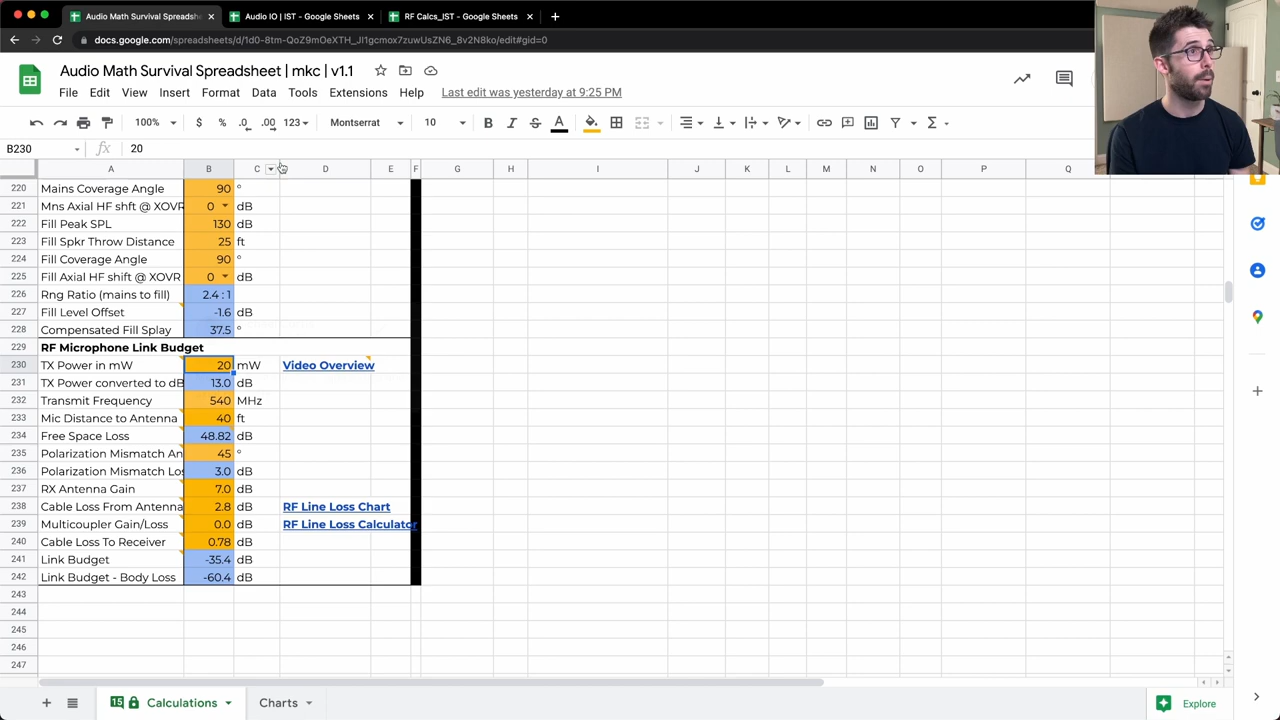 Audio Math Survival Spreadsh
Audio IO | IST - Google Sheets
RF Calcs_IST - Google Sheets
docs.google.com/spreadsheets/d/1d0-8tm-QoZ9mOeXTH_Jl1gcmox7zuwUsZN6_8v2N8ko/edit#gid=0
Audio Math Survival Spreadsheet | mkc | v1.1
File Edit View Insert Format Data Tools Extensions Help Last edit was yesterday at 9:25 PM
100% $ % .0 .00 123 Montserrat 10 B I S A
B230 fx 20
A B C D E F G H I J K L M N O P Q
220 Mains Coverage Angle 90 °
221 Mns Axial HF shft @ XOVR 0 dB
222 Fill Peak SPL 130 dB
223 Fill Spkr Throw Distance 25 ft
224 Fill Coverage Angle 90 °
225 Fill Axial HF shift @ XOVR 0 dB
226 Rng Ratio (mains to fill) 2.4 : 1
227 Fill Level Offset -1.6 dB
228 Compensated Fill Splay 37.5 °
229 RF Microphone Link Budget
230 TX Power in mW 20 mW Video Overview
231 TX Power converted to dB 13.0 dB
232 Transmit Frequency 540 MHz
233 Mic Distance to Antenna 40 ft
234 Free Space Loss 48.82 dB
235 Polarization Mismatch An 45 °
236 Polarization Mismatch Los 3.0 dB
237 RX Antenna Gain 7.0 dB
238 Cable Loss From Antenna 2.8 dB RF Line Loss Chart
239 Multicoupler Gain/Loss 0.0 dB RF Line Loss Calculator
240 Cable Loss To Receiver 0.78 dB
241 Link Budget -35.4 dB
242 Link Budget - Body Loss -60.4 dB
243
244
245
246
247
15 Calculations Charts Explore